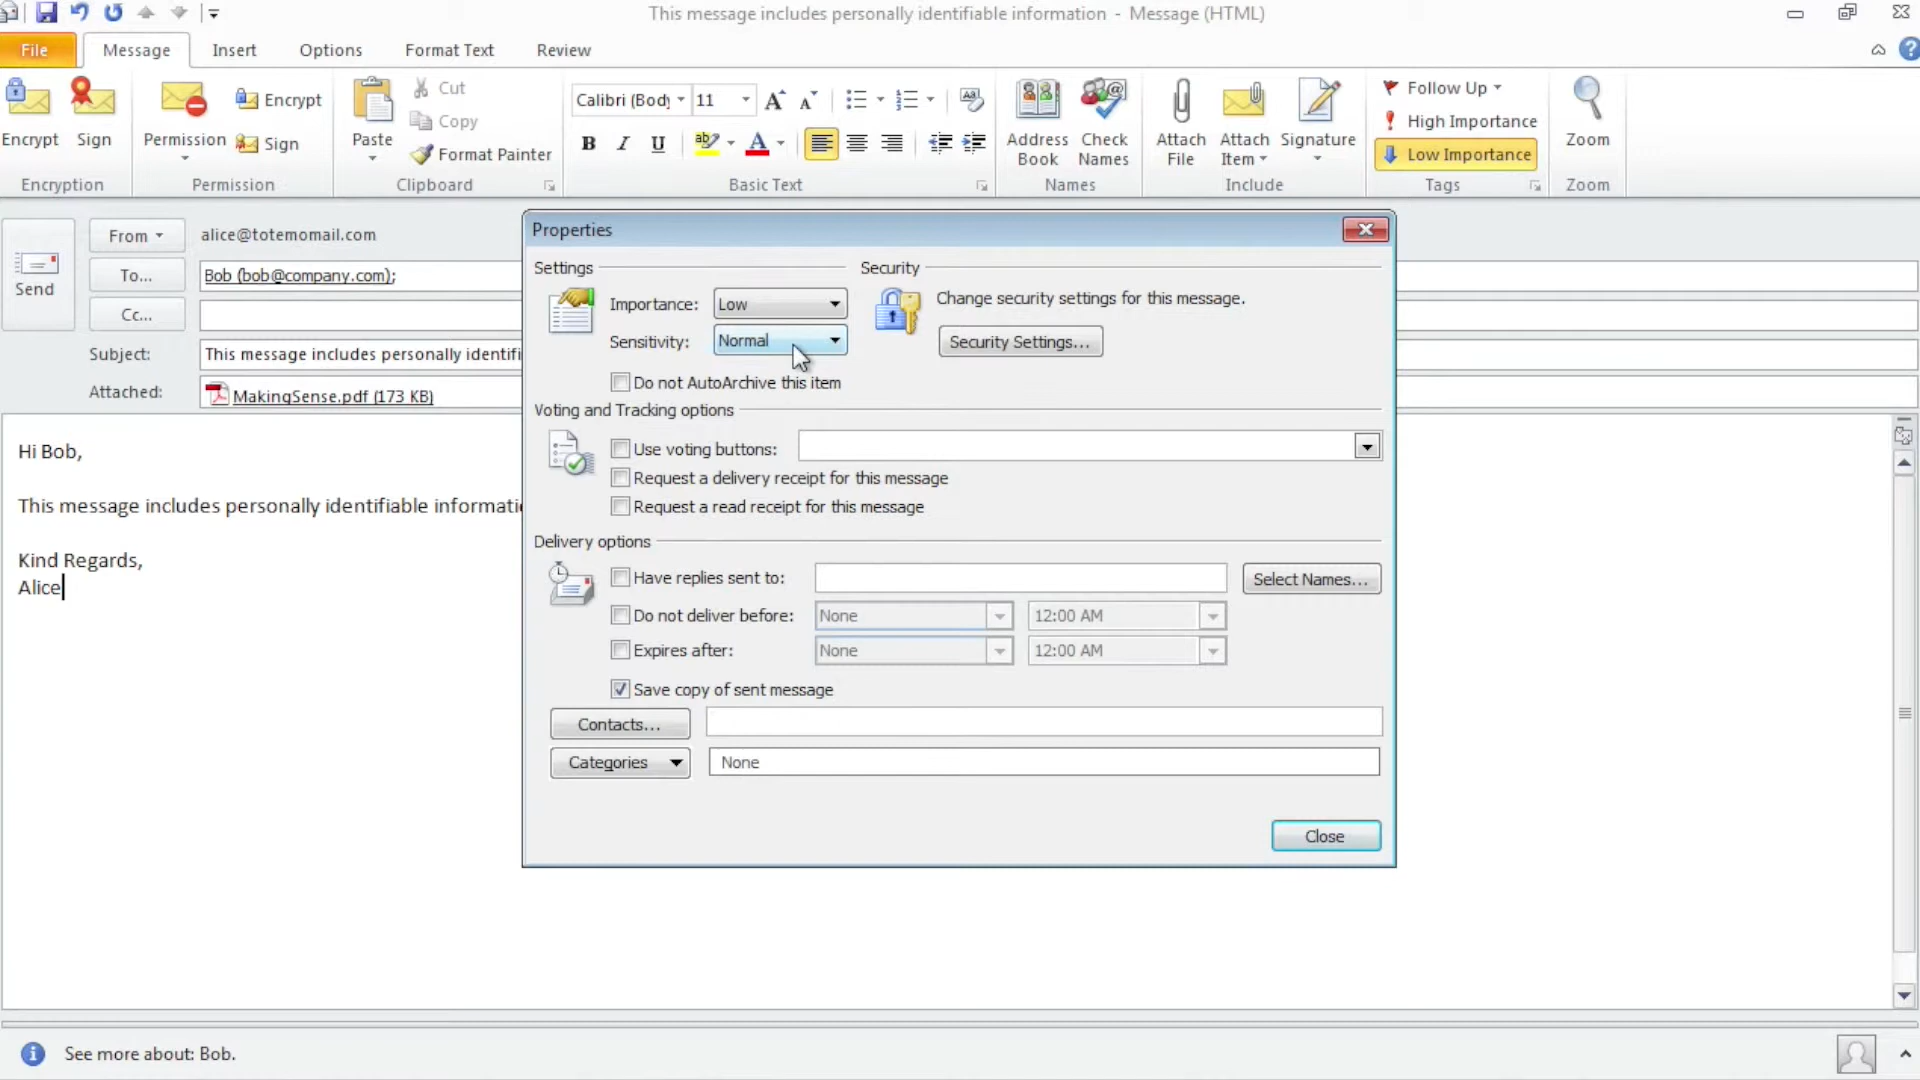 This message includes personally identifiable information - Message (HTML)
File Message Insert Options Format Text Review
Encrypt Sign
Encryption
Permission Encrypt Sign
Permission
Paste Cut
Copy
Format Painter
Clipboard
Calibri (Body 11
B I U A
Basic Text
Address Book Check Names
Names
Attach File Attach Item Signature
Include
Follow Up
High Importance
Low Importance
Tags
Zoom
Zoom
Send
From alice@totemomail.com
To... Bob (bob@company.com);
Cc...
Subject: This message includes personally identifi
Attached: MakingSense.pdf (173 KB)
Hi Bob,
This message includes personally identifiable informati
Kind Regards,
Alice
Properties
Settings
Importance: Low
Sensitivity: Normal
Do not AutoArchive this item
Security
Change security settings for this message.
Security Settings...
Voting and Tracking options
Use voting buttons:
Request a delivery receipt for this message
Request a read receipt for this message
Delivery options
Have replies sent to: Select Names...
Do not deliver before: None 12:00 AM
Expires after: None 12:00 AM
Save copy of sent message
Contacts...
Categories None
Close
See more about: Bob.